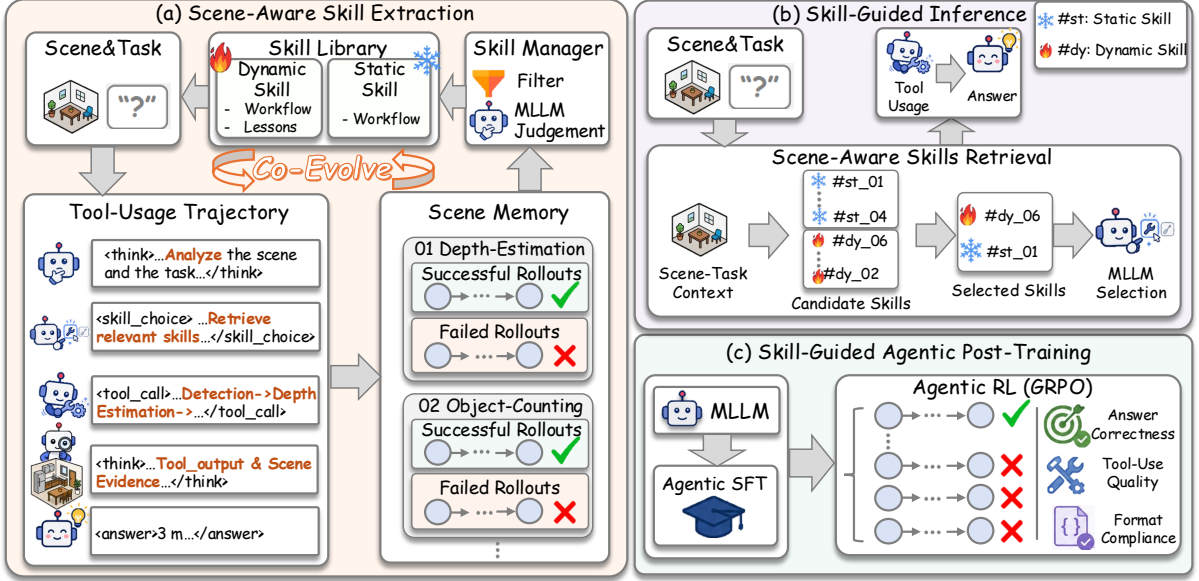 (a) Scene-Aware Skill Extraction
Scene&Task
"?"
Skill Library
Dynamic
Skill
- Workflow
- Lessons
Static
Skill
- Workflow
Skill Manager
Filter
MLLM
Judgement
Co-Evolve
Tool-Usage Trajectory
<think>...Analyze the scene
and the task...</think>
<skill_choice> ...Retrieve
relevant skills...</skill_choice>
<tool_call>...Detection->Depth
Estimation->...</tool_call>
<think>...Tool_output & Scene
Evidence...</think>
<answer>3 m...</answer>
Scene Memory
01 Depth-Estimation
Successful Rollouts
...
Failed Rollouts
...
02 Object-Counting
Successful Rollouts
...
Failed Rollouts
...
(b) Skill-Guided Inference
Scene&Task
"?"
Tool
Usage
Answer
#st: Static Skill
#dy: Dynamic Skill
Scene-Aware Skills Retrieval
Scene-Task
Context
#st_01
#st_04
#dy_06
#dy_02
Candidate Skills
#dy_06
#st_01
Selected Skills
MLLM
Selection
(c) Skill-Guided Agentic Post-Training
MLLM
Agentic SFT
Agentic RL (GRPO)
...
...
...
...
Answer
Correctness
Tool-Use
Quality
{}
Format
Compliance